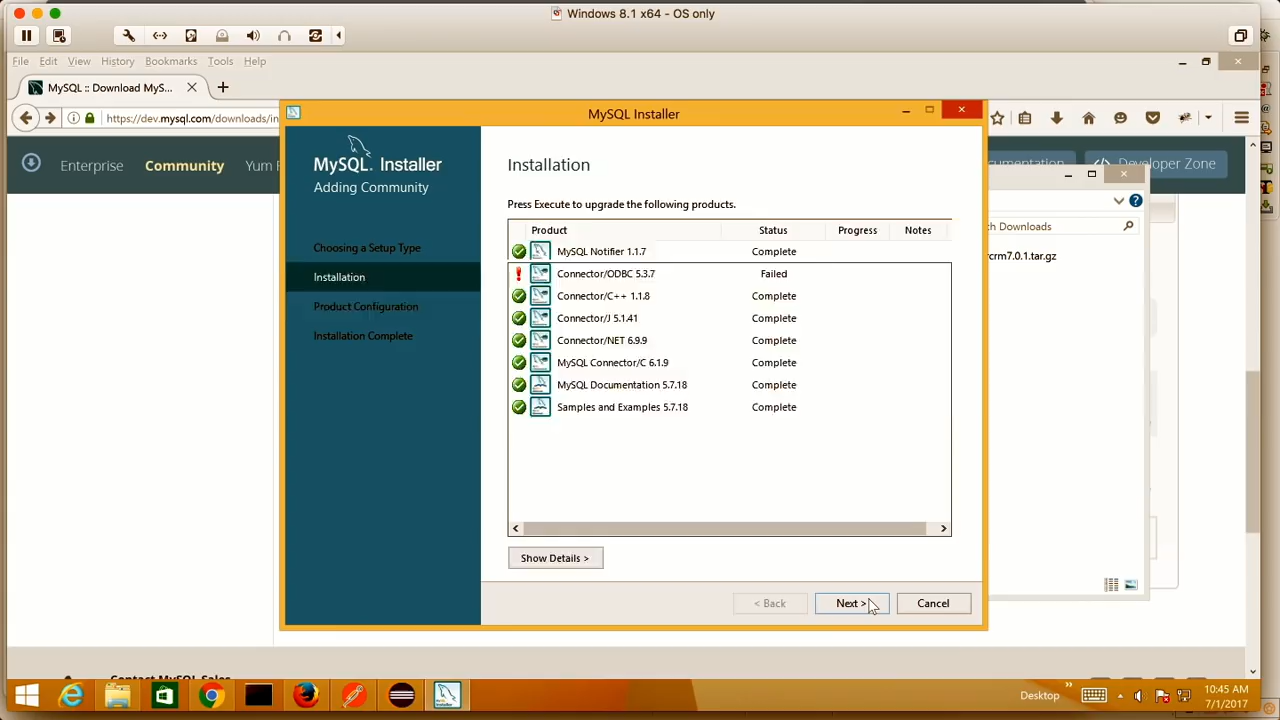 Windows 8.1 x64 - OS only
File Edit View History Bookmarks Tools Help
MySQL :: Download MyS...
https://dev.mysql.com/downloads/in
MySQL Installer
Enterprise Community Yum
Developer Zone
MySQL. Installer
Adding Community
Choosing a Setup Type
Installation
Product Configuration
Installation Complete
Installation
Press Execute to upgrade the following products.
Product Status Progress Notes
MySQL Notifier 1.1.7 Complete
Connector/ODBC 5.3.7 Failed
Connector/C++ 1.1.8 Complete
Connector/J 5.1.41 Complete
Connector/NET 6.9.9 Complete
MySQL Connector/C 6.1.9 Complete
MySQL Documentation 5.7.18 Complete
Samples and Examples 5.7.18 Complete
Show Details >
< Back Next > Cancel
Downloads
rcrm7.0.1.tar.gz
Contact MySQL Sales
Desktop
10:45 AM
7/1/2017